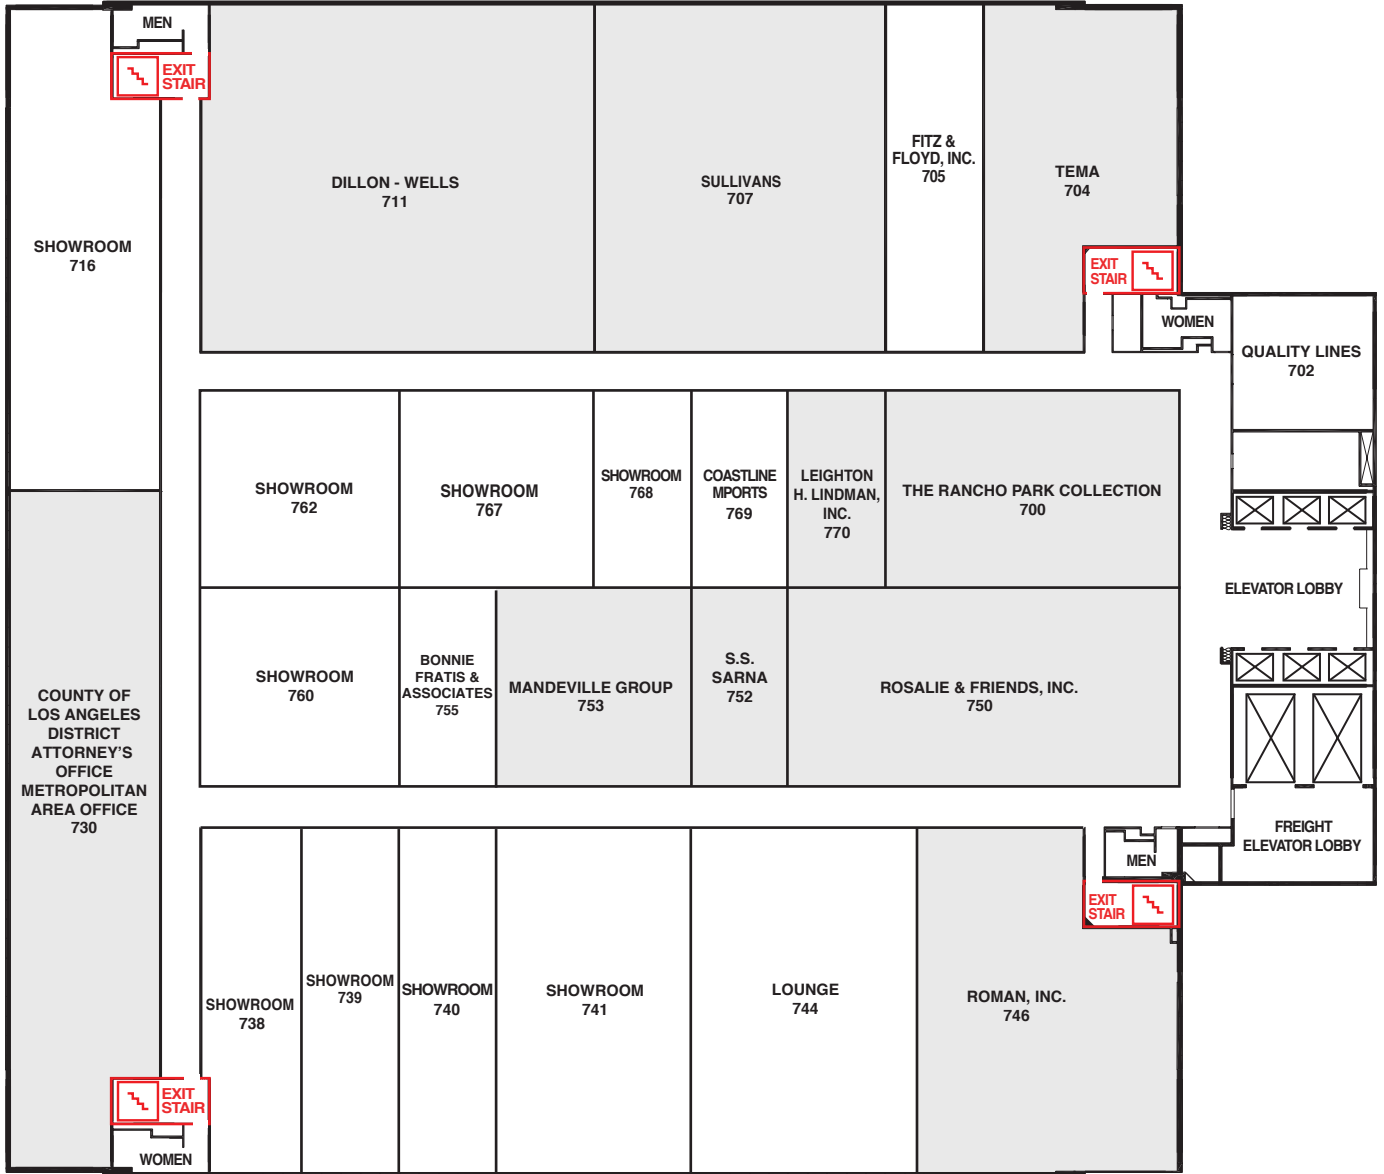 MEN
EXIT
STAIR
SHOWROOM
716
DILLON - WELLS
711
SULLIVANS
707
FITZ &
FLOYD, INC.
705
TEMA
704
EXIT
STAIR
WOMEN
QUALITY LINES
702
SHOWROOM
762
SHOWROOM
767
SHOWROOM
768
COASTLINE
MPORTS
769
LEIGHTON
H. LINDMAN,
INC.
770
THE RANCHO PARK COLLECTION
700
ELEVATOR LOBBY
COUNTY OF
LOS ANGELES
DISTRICT
ATTORNEY'S
OFFICE
METROPOLITAN
AREA OFFICE
730
SHOWROOM
760
BONNIE
FRATIS &
ASSOCIATES
755
MANDEVILLE GROUP
753
S.S.
SARNA
752
ROSALIE & FRIENDS, INC.
750
FREIGHT
ELEVATOR LOBBY
MEN
EXIT
STAIR
SHOWROOM
738
SHOWROOM
739
SHOWROOM
740
SHOWROOM
741
LOUNGE
744
ROMAN, INC.
746
EXIT
STAIR
WOMEN